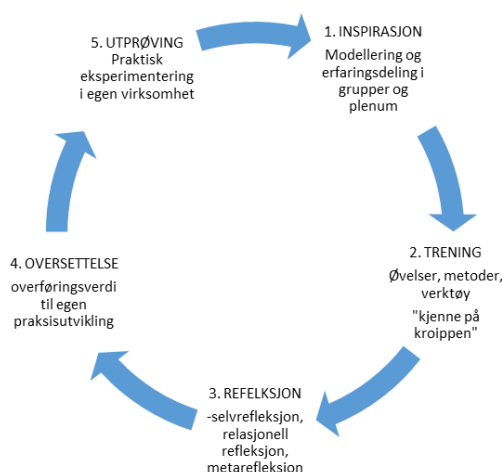 1. INSPIRASJON
Modellering og
erfaringsdeling i
grupper og
plenum
2. TRENING
Øvelser, metoder,
verktøy
"kjenne på
kroippen"
3. REFELKSJON
-selvrefleksjon,
relasjonell
refleksjon,
metarefleksjon
4. OVERSETTELSE
overføringsverdi
til egen
praksisutvikling
5. UTPRØVING
Praktisk
eksperimentering
i egen virksomhet